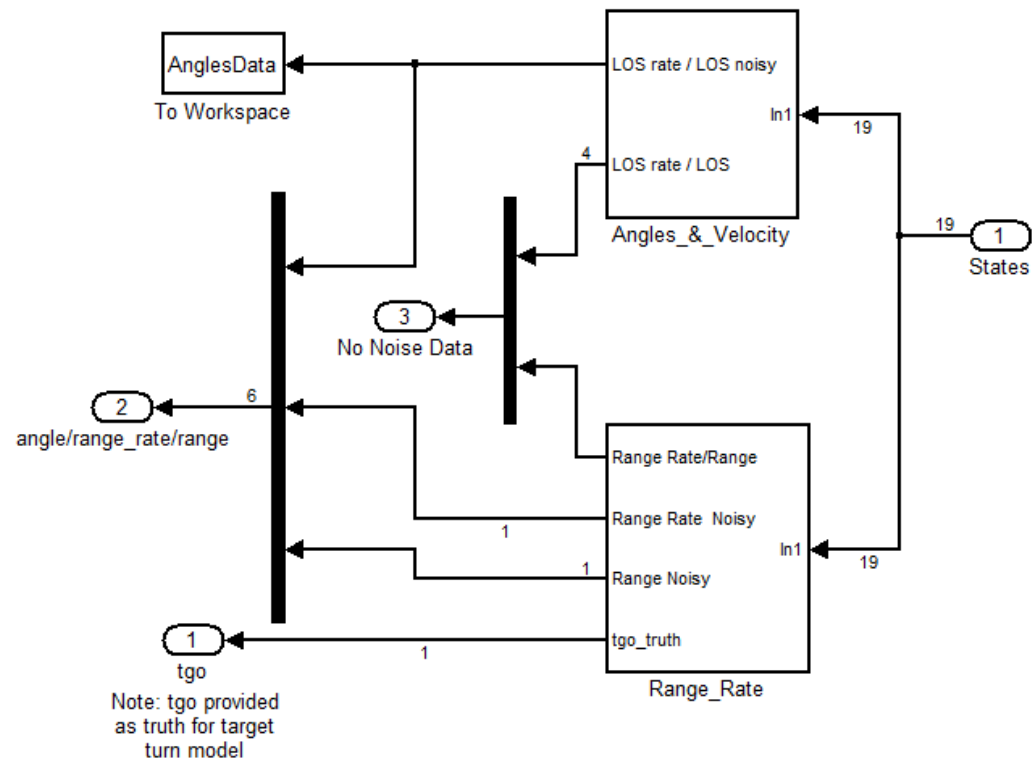 AnglesData
To Workspace
LOS rate / LOS noisy
In1
19
4
LOS rate / LOS
Angles_&_Velocity
19
1
States
3
No Noise Data
6
2
angle/range_rate/range
Range Rate/Range
Range Rate  Noisy
1
In1
19
1
Range Noisy
1
tgo_truth
1
tgo
Range_Rate
Note: tgo provided
as truth for target
turn model